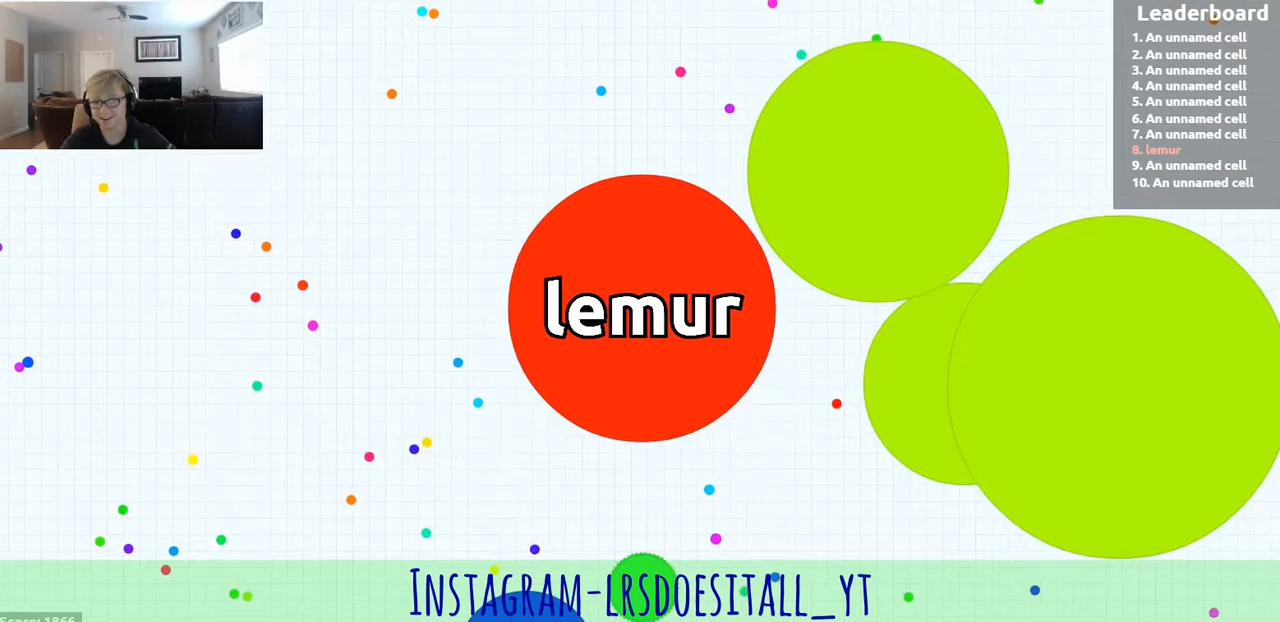 Leaderboard
1. An unnamed cell
2. An unnamed cell
3. An unnamed cell
4. An unnamed cell
5. An unnamed cell
6. An unnamed cell
7. An unnamed cell
8. lemur
9. An unnamed cell
10. An unnamed cell
lemur
Instagram-lrsdoesitall_yt
Score: 1866